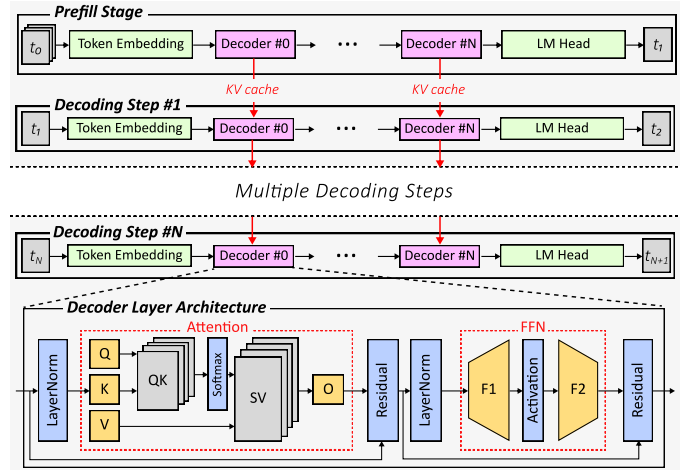 Prefill Stage
t0 Token Embedding Decoder #0 ••• Decoder #N LM Head t1
KV cache KV cache
Decoding Step #1
t1 Token Embedding Decoder #0 ••• Decoder #N LM Head t2
Multiple Decoding Steps
Decoding Step #N
tN Token Embedding Decoder #0 ••• Decoder #N LM Head tN+1
Decoder Layer Architecture
Attention FFN
LayerNorm Q K V QK Softmax SV O Residual LayerNorm F1 Activation F2 Residual